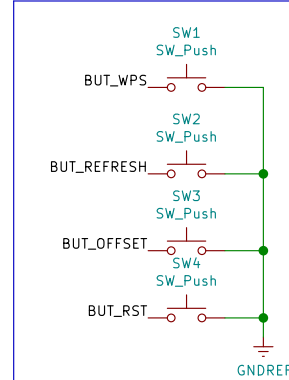 SW1
SW_Push
BUT_WPS
SW2
SW_Push
BUT_REFRESH
SW3
SW_Push
BUT_OFFSET
SW4
SW_Push
BUT_RST
GNDREF